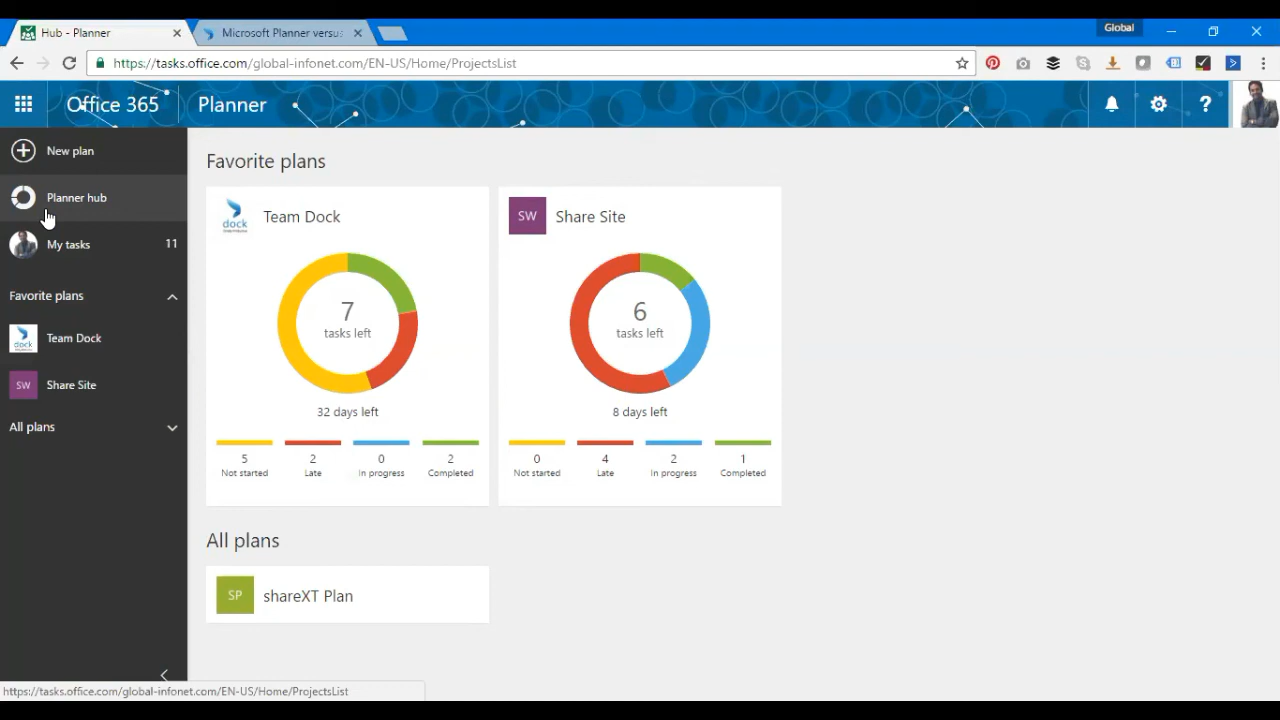 Hub - Planner
Microsoft Planner versus
Global
https://tasks.office.com/global-infonet.com/EN-US/Home/ProjectsList
Office 365
Planner
New plan
Planner hub
My tasks 11
Favorite plans
dock
Team Dock
SW
Share Site
All plans
Favorite plans
dock
Team Dock
7
tasks left
32 days left
5 2 0 2
Not started Late In progress Completed
SW
Share Site
6
tasks left
8 days left
0 4 2 1
Not started Late In progress Completed
All plans
SP
shareXT Plan
https://tasks.office.com/global-infonet.com/EN-US/Home/ProjectsList